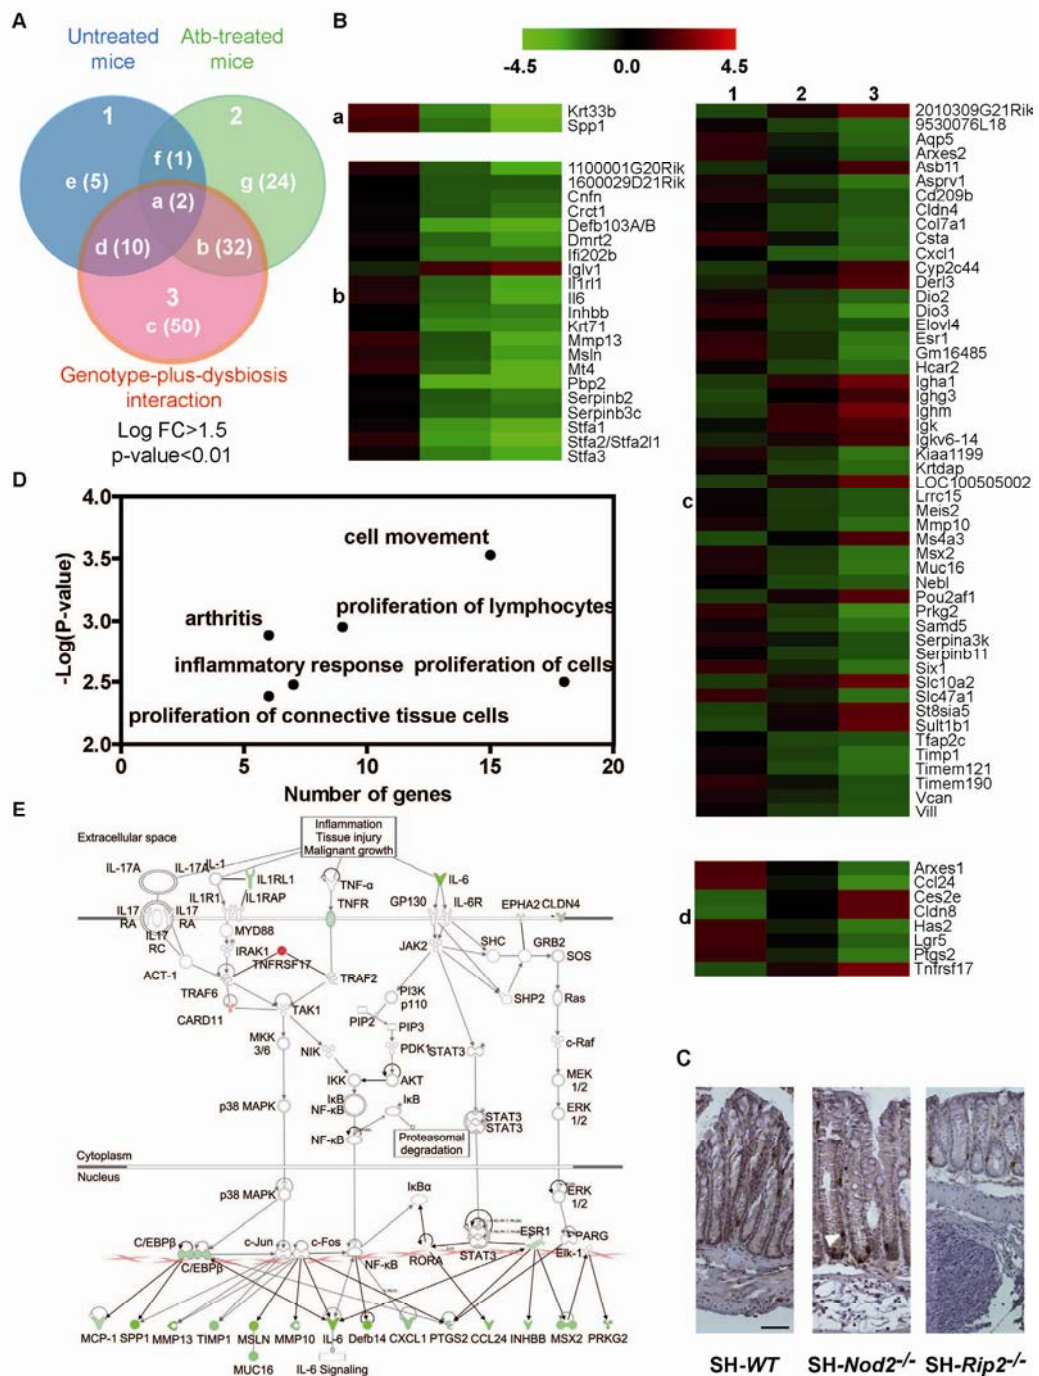 A
Untreated
mice
Atb-treated
mice
1
2
f (1)
e (5)
g (24)
a (2)
d (10)
b (32)
3
c (50)
Genotype-plus-dysbiosis
interaction
Log FC>1.5
p-value<0.01
B
-4.5
0.0
4.5
a
Krt33b
Spp1
b
1100001G20Rik
1600029D21Rik
Cnfn
Crct1
Defb103A/B
Dmrt2
Ifi202b
Iglv1
Il1rl1
Il6
Inhbb
Krt71
Mmp13
Msln
Mt4
Pbp2
Serpinb2
Serpinb3c
Stfa1
Stfa2/Stfa2l1
Stfa3
1 2 3
c
2010309G21Rik
9530076L18
Aqp5
Arxes2
Asb11
Asprv1
Cd209b
Cldn4
Col7a1
Csta
Cxcl1
Cyp2c44
Derl3
Dio2
Dio3
Elovl4
Esr1
Gm16485
Hcar2
Igha1
Ighg3
Ighm
Igk
Igkv6-14
Kiaa1199
Krtdap
LOC100505002
Lrrc15
Meis2
Mmp10
Ms4a3
Msx2
Muc16
Nebl
Pou2af1
Prkg2
Samd5
Serpina3k
Serpinb11
Six1
Slc10a2
Slc47a1
St8sia5
Sult1b1
Tfap2c
Timp1
Timem121
Timem190
Vcan
Vill
d
Arxes1
Ccl24
Ces2e
Cldn8
Has2
Lgr5
Ptgs2
Tnfrsf17
D
-Log(P-value)
4.0
3.5
3.0
2.5
2.0
cell movement
proliferation of lymphocytes
arthritis
inflammatory response
proliferation of cells
proliferation of connective tissue cells
0 5 10 15 20
Number of genes
E
Extracellular space
Inflammation
Tissue injury
Malignant growth
IL-17A
IL-17A
IL-1
IL1RL1
IL1R1
IL1RAP
TNF-α
TNFR
IL-6
GP130
IL-6R
EPHA2
CLDN4
IL17
RA
IL17
RA
IL17
RC
MYD88
IRAK1
TNFRSF17
ACT-1
TRAF6
TRAF2
CARD11
TAK1
JAK2
SHC
GRB2
SOS
SHP2
Ras
PI3K
p110
PIP2
PIP3
PDK1
STAT3
c-Raf
MKK
3/6
NIK
IKK
AKT
MEK
1/2
p38 MAPK
IκB
NF-κB
IκB
NF-κB
Proteasomal
degradation
STAT3
STAT3
ERK
1/2
Cytoplasm
Nucleus
p38 MAPK
IκBα
ERK
1/2
C/EBPβ
C/EBPβ
c-Jun
c-Fos
NF-κB
RORA
STAT3
ESR1
PARG
Elk-1
MCP-1
SPP1
MMP13
TIMP1
MSLN
MMP10
IL-6
Defb14
CXCL1
PTGS2
CCL24
INHBB
MSX2
PRKG2
MUC16
IL-6 Signaling
C
SH-WT
SH-Nod2-/-
SH-Rip2-/-